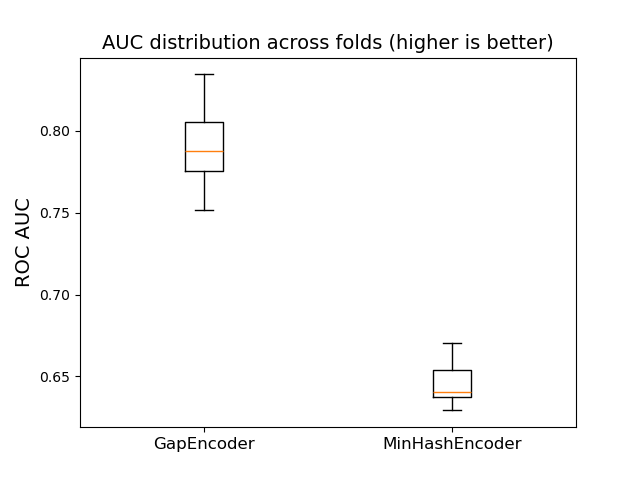 AUC distribution across folds (higher is better)
ROC AUC
0.80
0.75
0.70
0.65
GapEncoder
MinHashEncoder